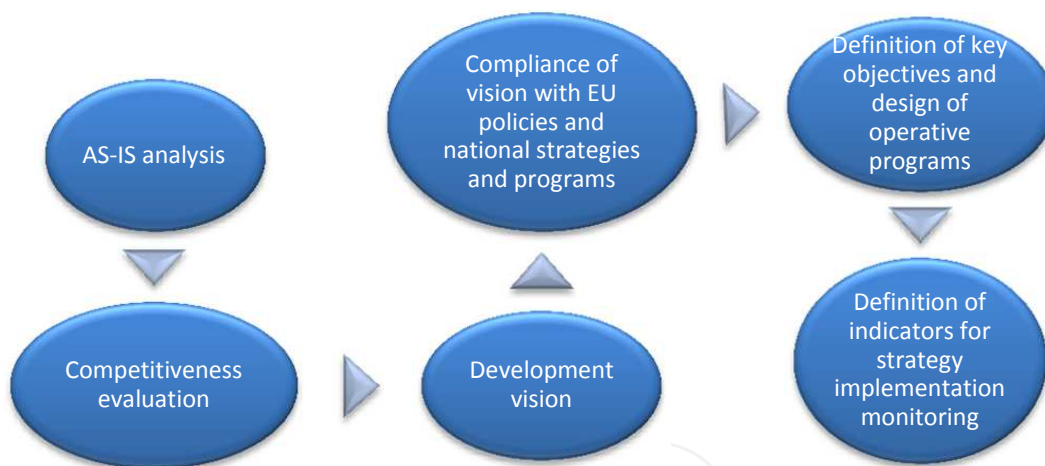 AS-IS analysis
Competitiveness
evaluation
Development
vision
Compliance of
vision with EU
policies and
national strategies
and programs
Definition of key
objectives and
design of
operative
programs
Definition of
indicators for
strategy
implementation
monitoring